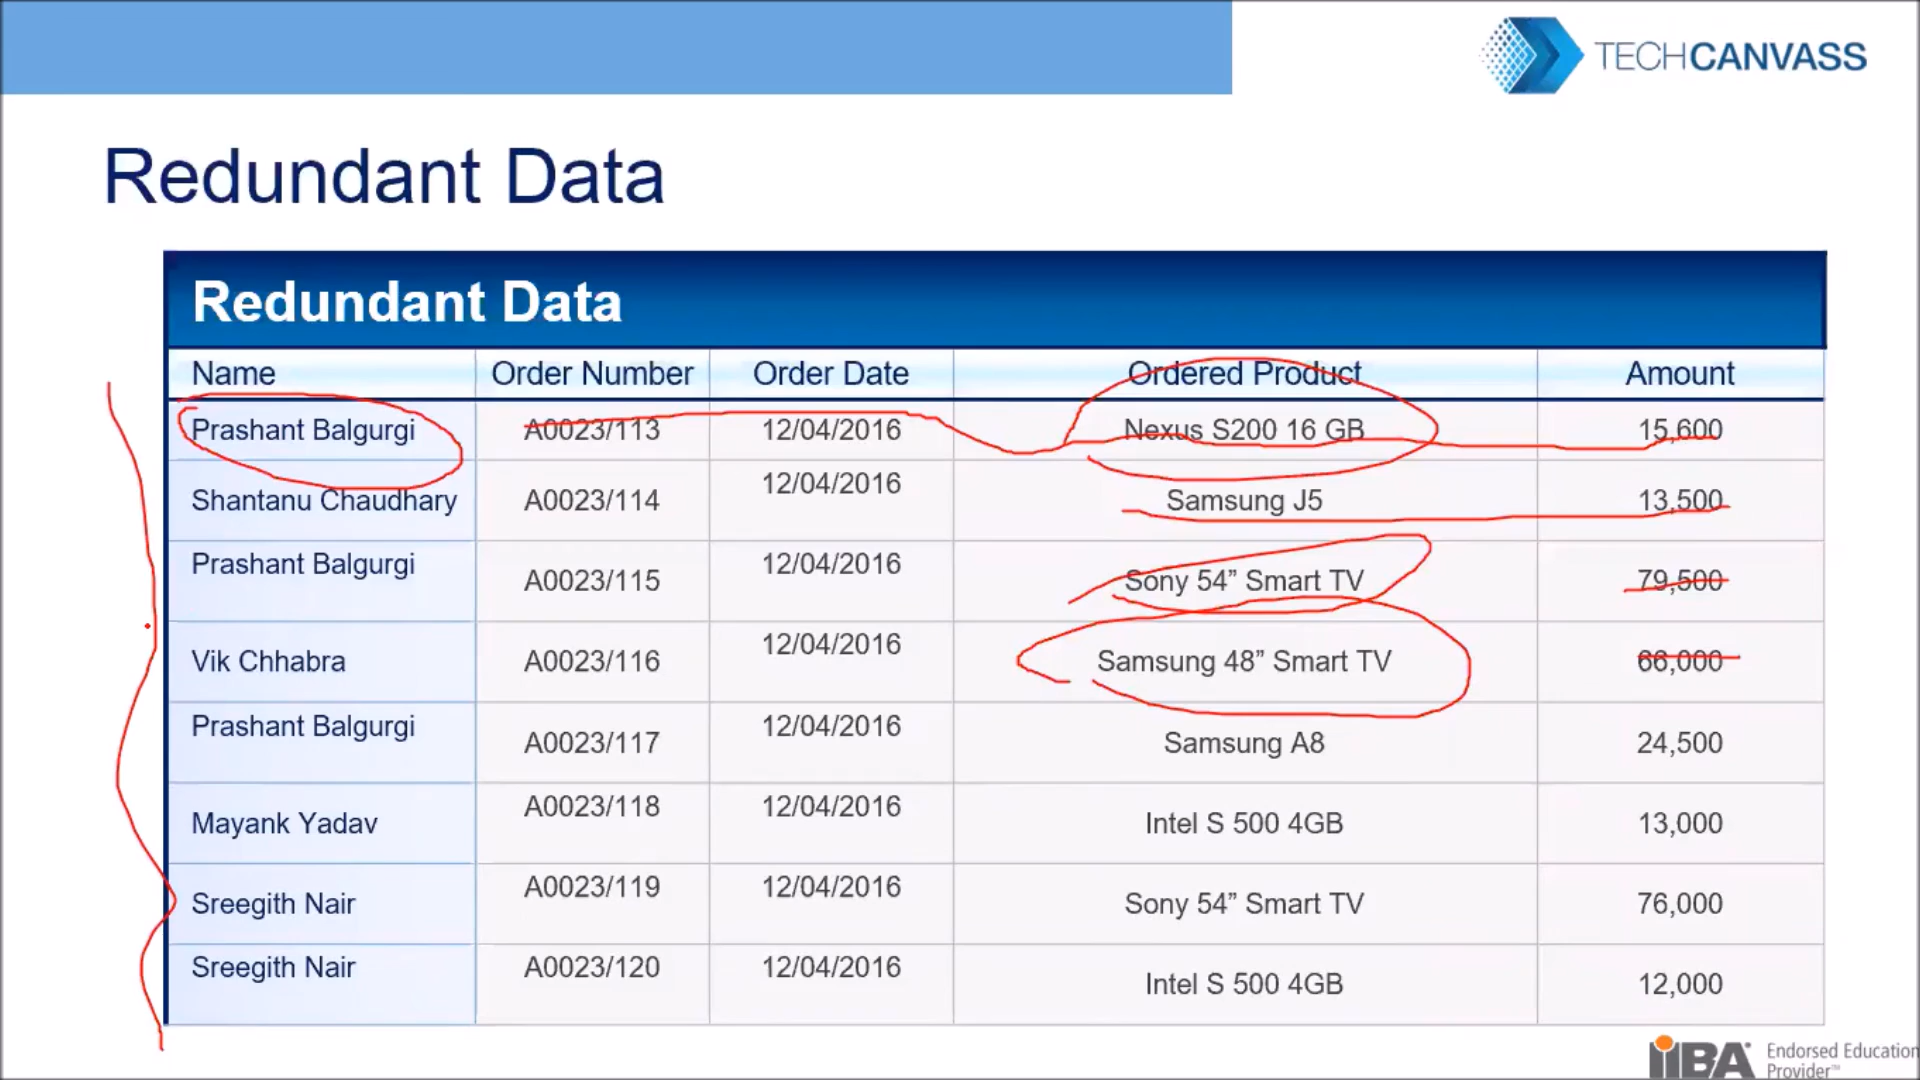 TECHCANVASS
Redundant Data
Redundant Data
Name Order Number Order Date Ordered Product Amount
Prashant Balgurgi A0023/113 12/04/2016 Nexus S200 16 GB 15,600
Shantanu Chaudhary A0023/114 12/04/2016 Samsung J5 13,500
Prashant Balgurgi A0023/115 12/04/2016 Sony 54” Smart TV 79,500
Vik Chhabra A0023/116 12/04/2016 Samsung 48” Smart TV 66,000
Prashant Balgurgi A0023/117 12/04/2016 Samsung A8 24,500
Mayank Yadav A0023/118 12/04/2016 Intel S 500 4GB 13,000
Sreegith Nair A0023/119 12/04/2016 Sony 54” Smart TV 76,000
Sreegith Nair A0023/120 12/04/2016 Intel S 500 4GB 12,000
IIBA Endorsed Education
Provider™